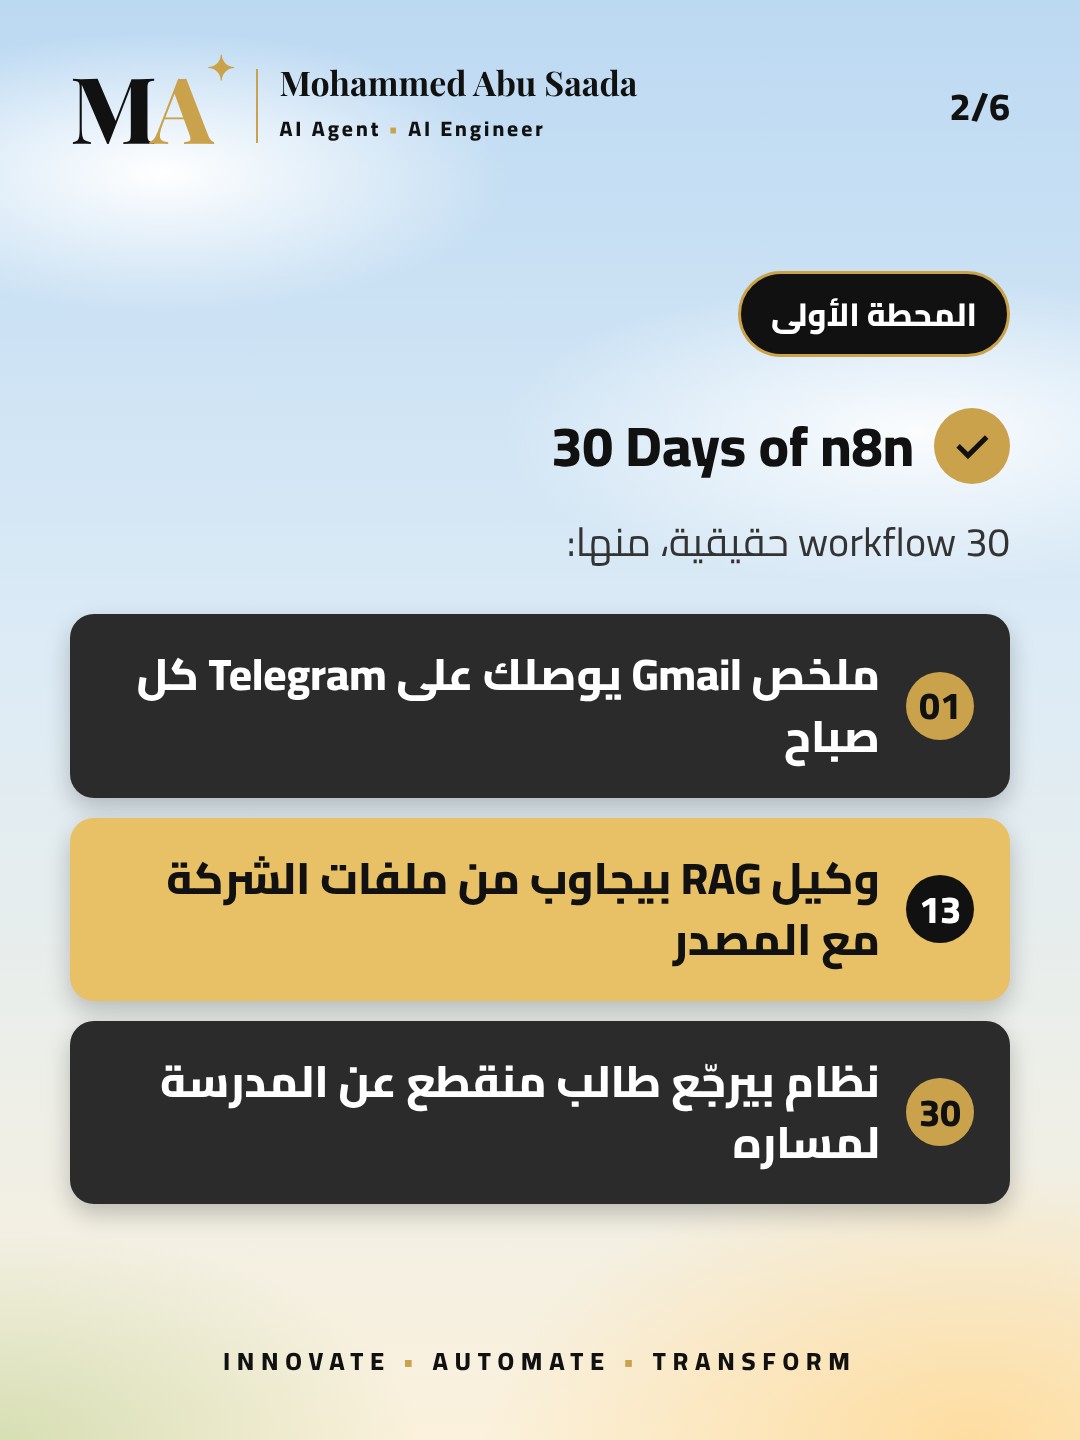 MA
Mohammed Abu Saada
AI Agent ▪ AI Engineer
2/6
المحطة الأولى
30 Days of n8n
30 workflow حقيقية، منها:
01
ملخص Gmail يوصلك على Telegram كل
صباح
13
وكيل RAG بيجاوب من ملفات الشركة
مع المصدر
30
نظام بيرجّع طالب منقطع عن المدرسة
لمساره
INNOVATE ▪ AUTOMATE ▪ TRANSFORM